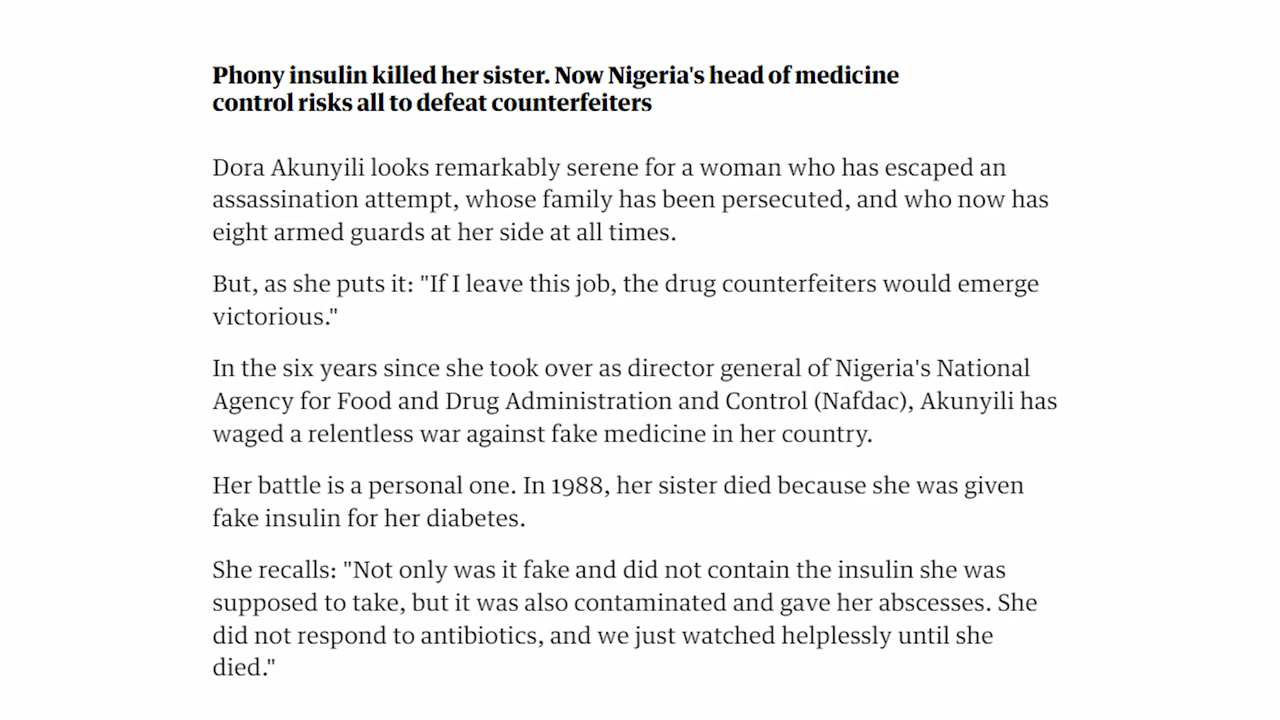 Phony insulin killed her sister. Now Nigeria's head of medicine
control risks all to defeat counterfeiters
Dora Akunyili looks remarkably serene for a woman who has escaped an
assassination attempt, whose family has been persecuted, and who now has
eight armed guards at her side at all times.
But, as she puts it: "If I leave this job, the drug counterfeiters would emerge
victorious."
In the six years since she took over as director general of Nigeria's National
Agency for Food and Drug Administration and Control (Nafdac), Akunyili has
waged a relentless war against fake medicine in her country.
Her battle is a personal one. In 1988, her sister died because she was given
fake insulin for her diabetes.
She recalls: "Not only was it fake and did not contain the insulin she was
supposed to take, but it was also contaminated and gave her abscesses. She
did not respond to antibiotics, and we just watched helplessly until she
died."